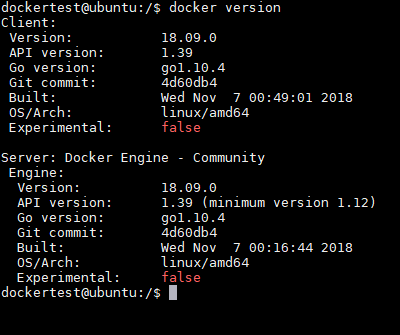 dockertest@ubuntu:/$ docker version
Client:
 Version:           18.09.0
 API version:       1.39
 Go version:        go1.10.4
 Git commit:        4d60db4
 Built:             Wed Nov  7 00:49:01 2018
 OS/Arch:           linux/amd64
 Experimental:      false

Server: Docker Engine - Community
 Engine:
  Version:          18.09.0
  API version:      1.39 (minimum version 1.12)
  Go version:       go1.10.4
  Git commit:       4d60db4
  Built:            Wed Nov  7 00:16:44 2018
  OS/Arch:          linux/amd64
  Experimental:     false
dockertest@ubuntu:/$